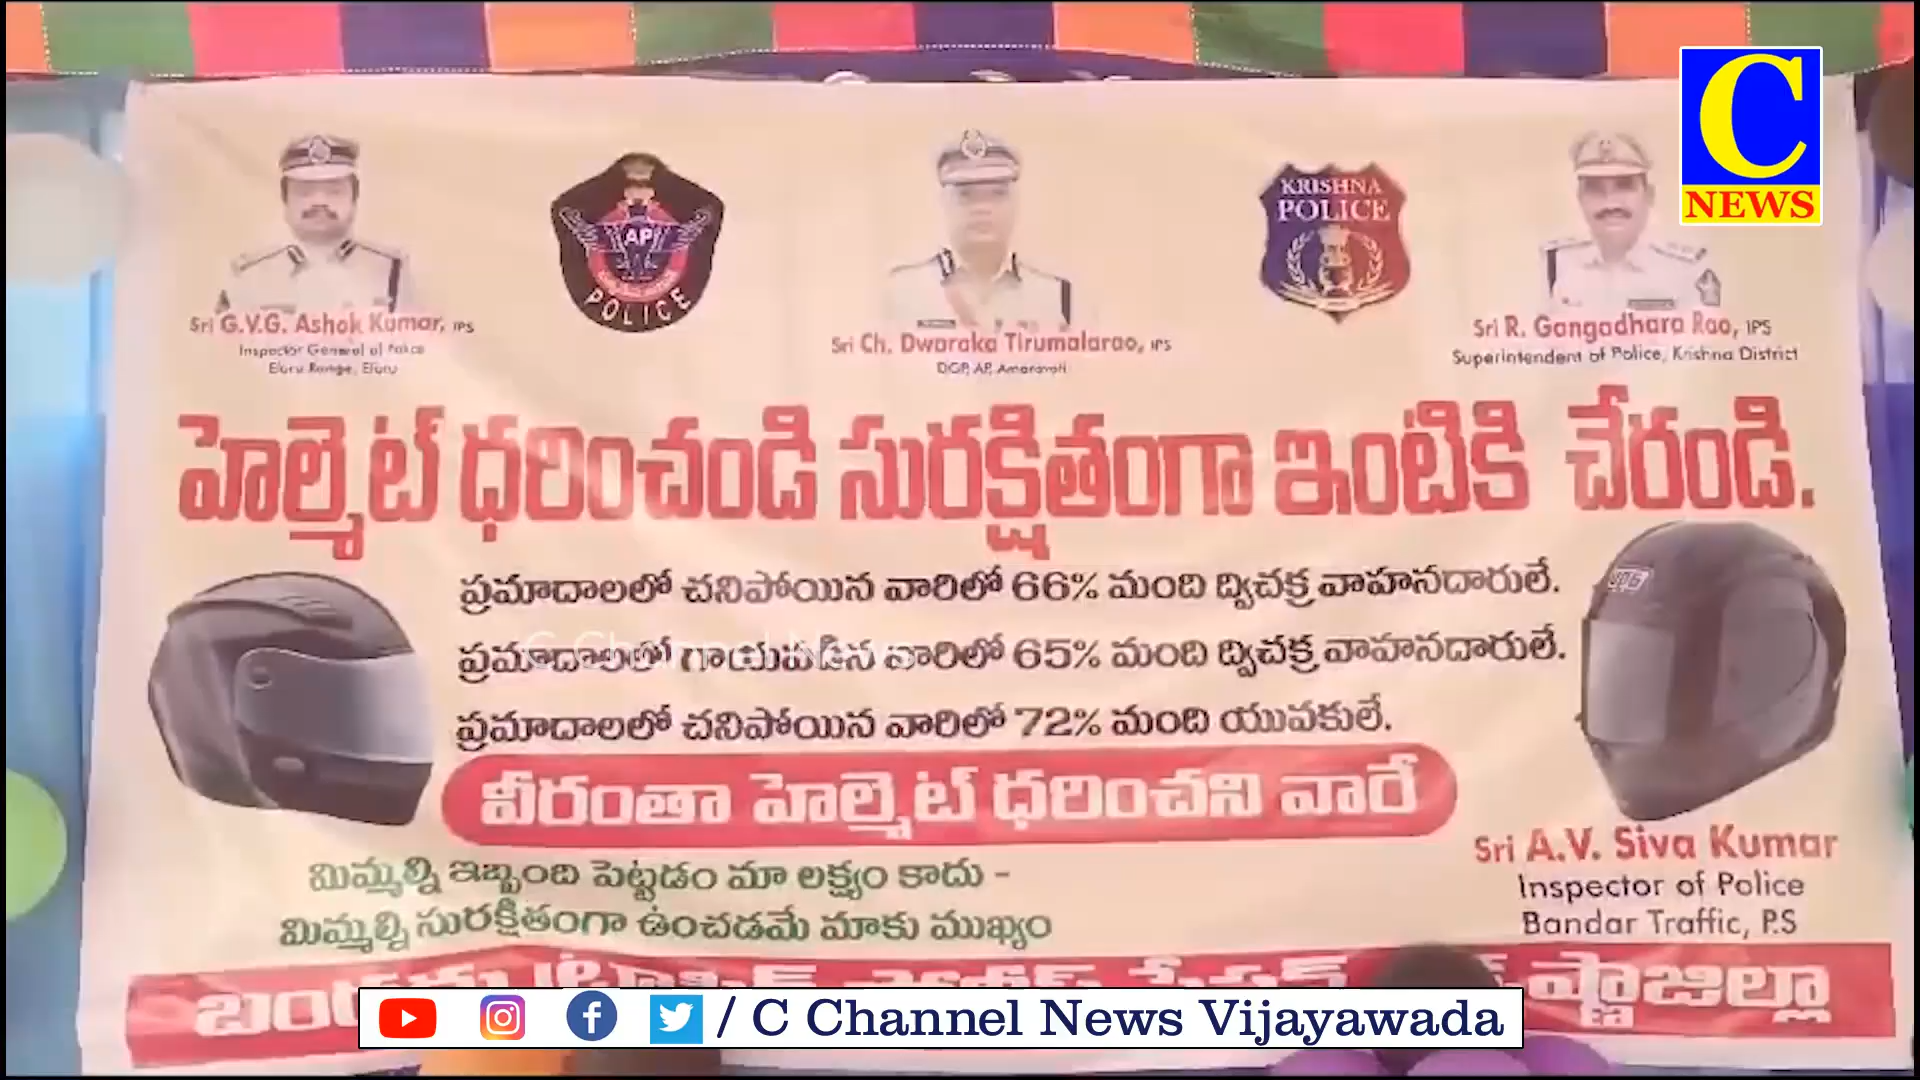 C
NEWS
AP
POLICE
KRISHNA
POLICE
Sri G.V.G. Ashok Kumar, IPS
Inspector General of Police
Eluru Range, Eluru
Sri Ch. Dwaraka Tirumalarao, IPS
DGP, AP, Amaravati
Sri R. Gangadhara Rao, IPS
Superintendent of Police, Krishna District
హెల్మెట్ ధరించండి సురక్షితంగా ఇంటికి చేరండి.
ప్రమాదాలలో చనిపోయిన వారిలో 66% మంది ద్విచక్ర వాహనదారులే.
ప్రమాదాలలో గాయపడిన వారిలో 65% మంది ద్విచక్ర వాహనదారులే.
C Channel News
ప్రమాదాలలో చనిపోయిన వారిలో 72% మంది యువకులే.
వీరంతా హెల్మెట్ ధరించని వారే
మిమ్మల్ని ఇబ్బంది పెట్టడం మా లక్ష్యం కాదు -
మిమ్మల్ని సురక్షితంగా ఉంచడమే మాకు ముఖ్యం
Sri A.V. Siva Kumar
Inspector of Police
Bandar Traffic, P.S
/ C Channel News Vijayawada